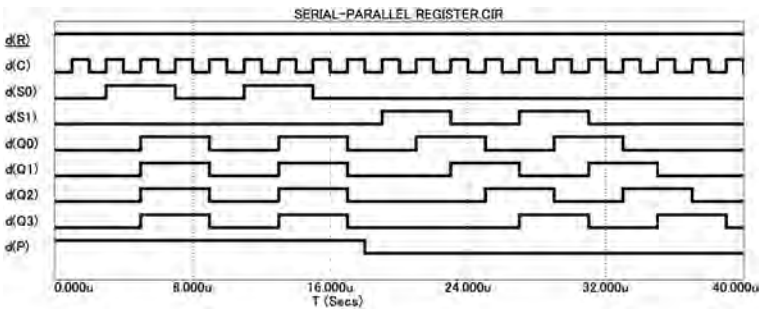 SERIAL-PARALLEL REGISTER.CIR
d(R)
d(C)
d(S0)
d(S1)
d(Q0)
d(Q1)
d(Q2)
d(Q3)
d(P)
0.000u 8.000u 16.000u 24.000u 32.000u 40.000u
T (Secs)